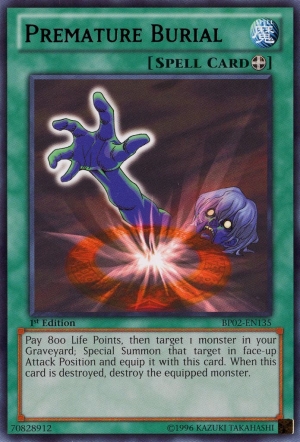 Premature Burial
[Spell Card]
1st Edition
BP02-EN135
Pay 800 Life Points, then target 1 monster in your
Graveyard; Special Summon that target in face-up
Attack Position and equip it with this card. When this
card is destroyed, destroy the equipped monster.
70828912
©1996 KAZUKI TAKAHASHI